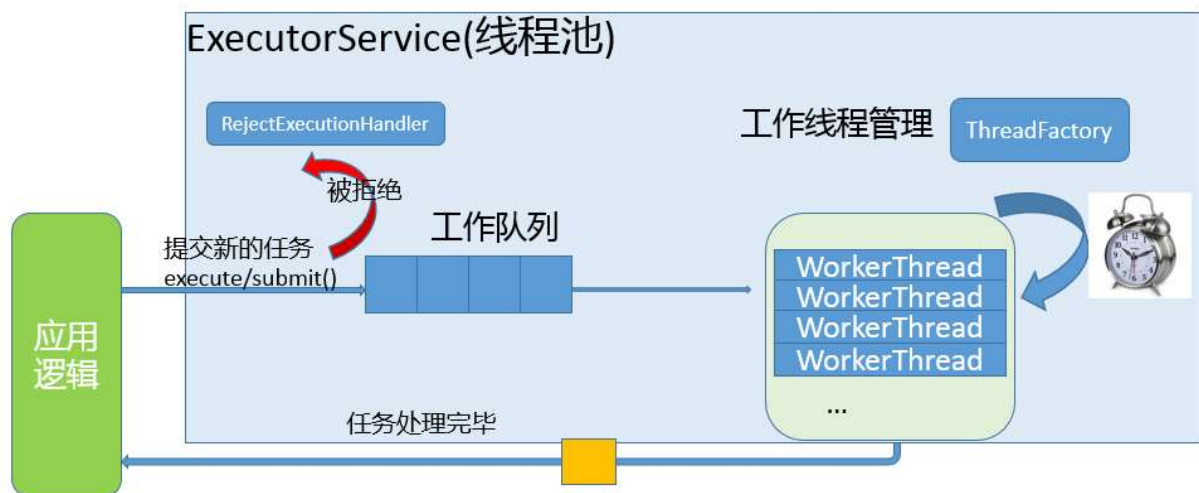 ExecutorService(线程池)
RejectExecutionHandler
工作线程管理
ThreadFactory
被拒绝
工作队列
提交新的任务
execute/submit()
WorkerThread
WorkerThread
WorkerThread
WorkerThread
...
应用
逻辑
任务处理完毕